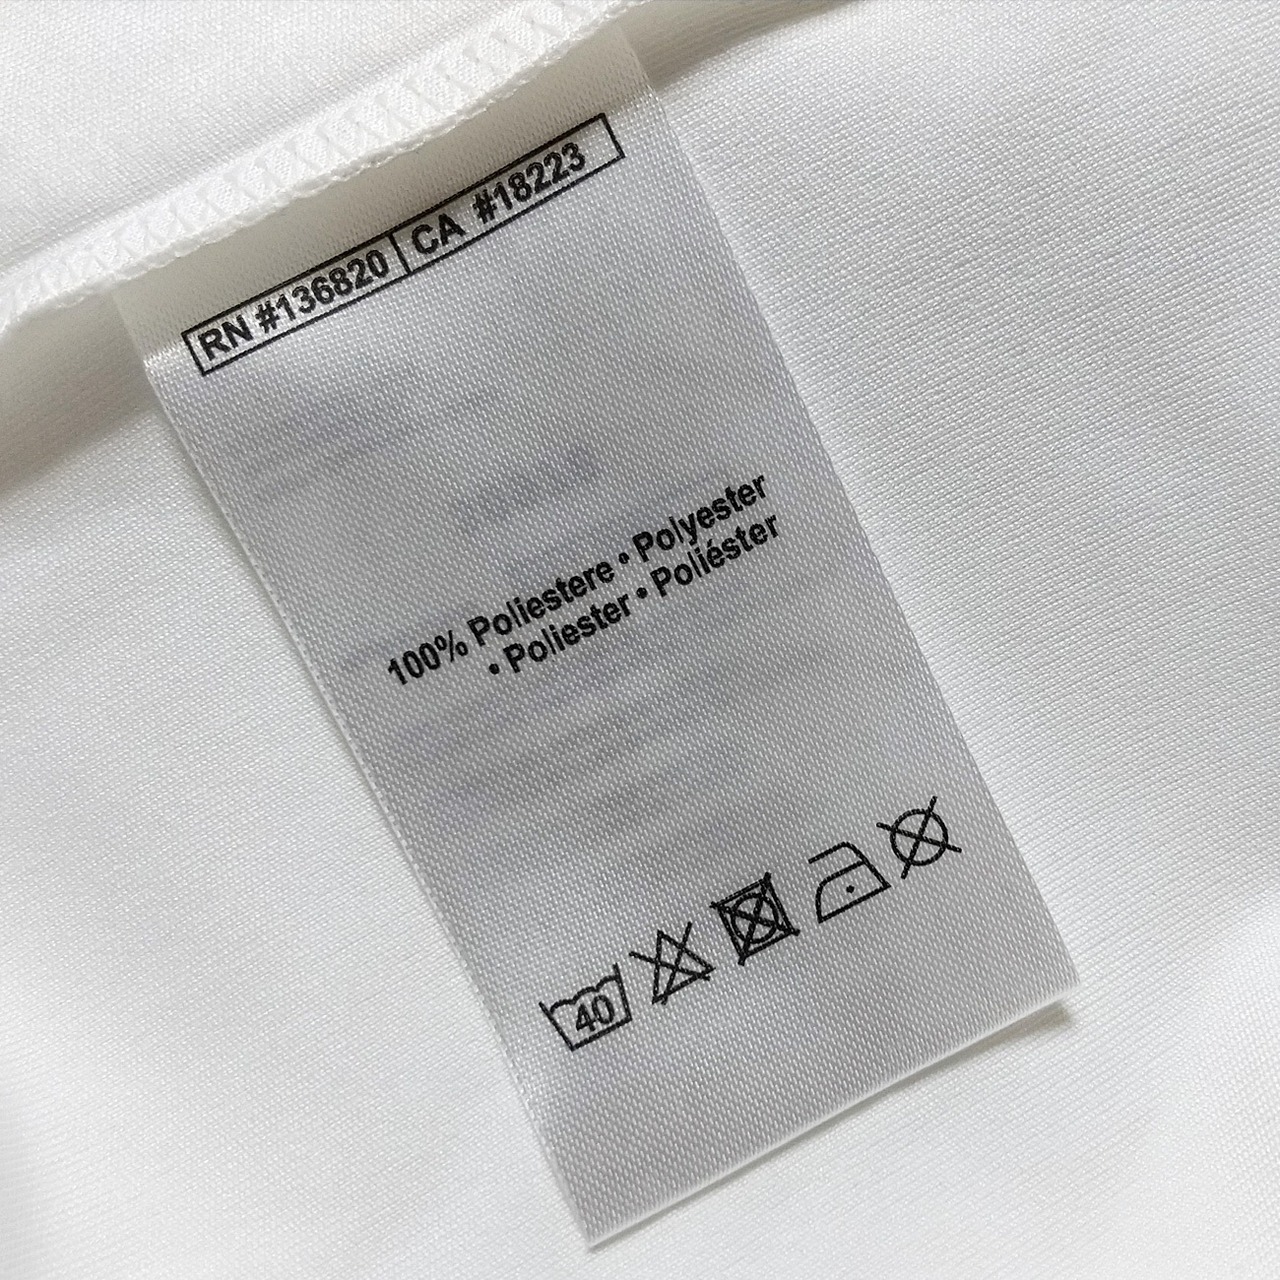 RN #136820 | CA #18223
100% Poliestere • Polyester
• Poliester • Poliéster
40